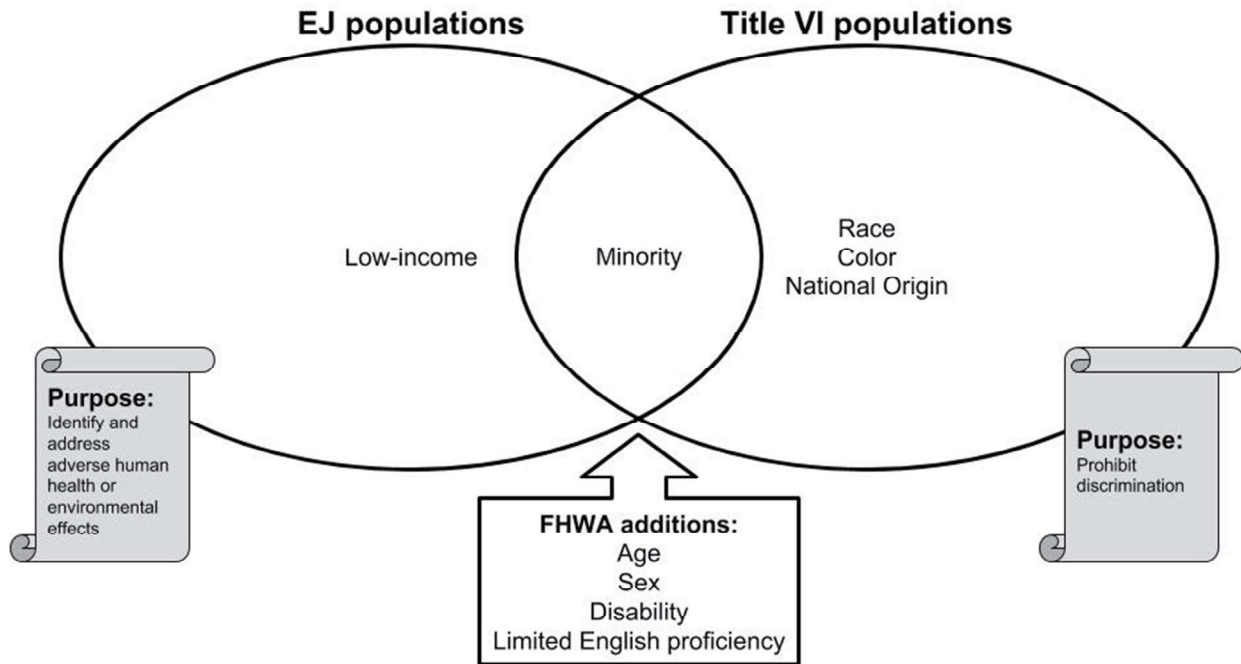 EJ populations
Title VI populations
Low-income
Minority
Race
Color
National Origin
Purpose:
Identify and
address
adverse human
health or
environmental
effects
Purpose:
Prohibit
discrimination
FHWA additions:
Age
Sex
Disability
Limited English proficiency